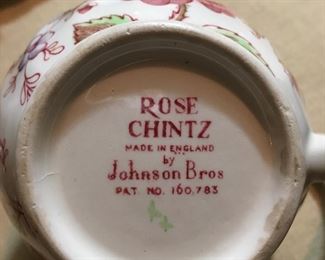 ROSE
CHINTZ
MADE IN ENGLAND
by
Johnson Bros
PAT. NO. 160,783